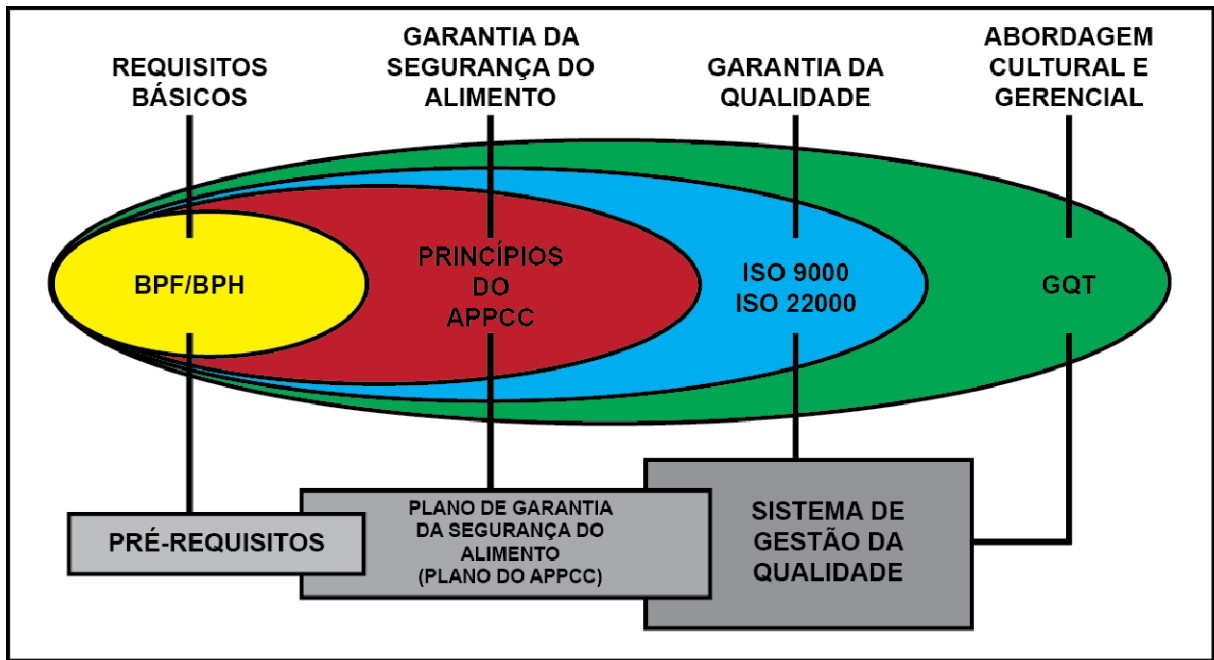 REQUISITOS
BÁSICOS
GARANTIA DA
SEGURANÇA DO
ALIMENTO
GARANTIA DA
QUALIDADE
ABORDAGEM
CULTURAL E
GERENCIAL
BPF/BPH
PRINCÍPIOS
DO
APPCC
ISO 9000
ISO 22000
GQT
PRÉ-REQUISITOS
PLANO DE GARANTIA
DA SEGURANÇA DO
ALIMENTO
(PLANO DO APPCC)
SISTEMA DE
GESTÃO DA
QUALIDADE